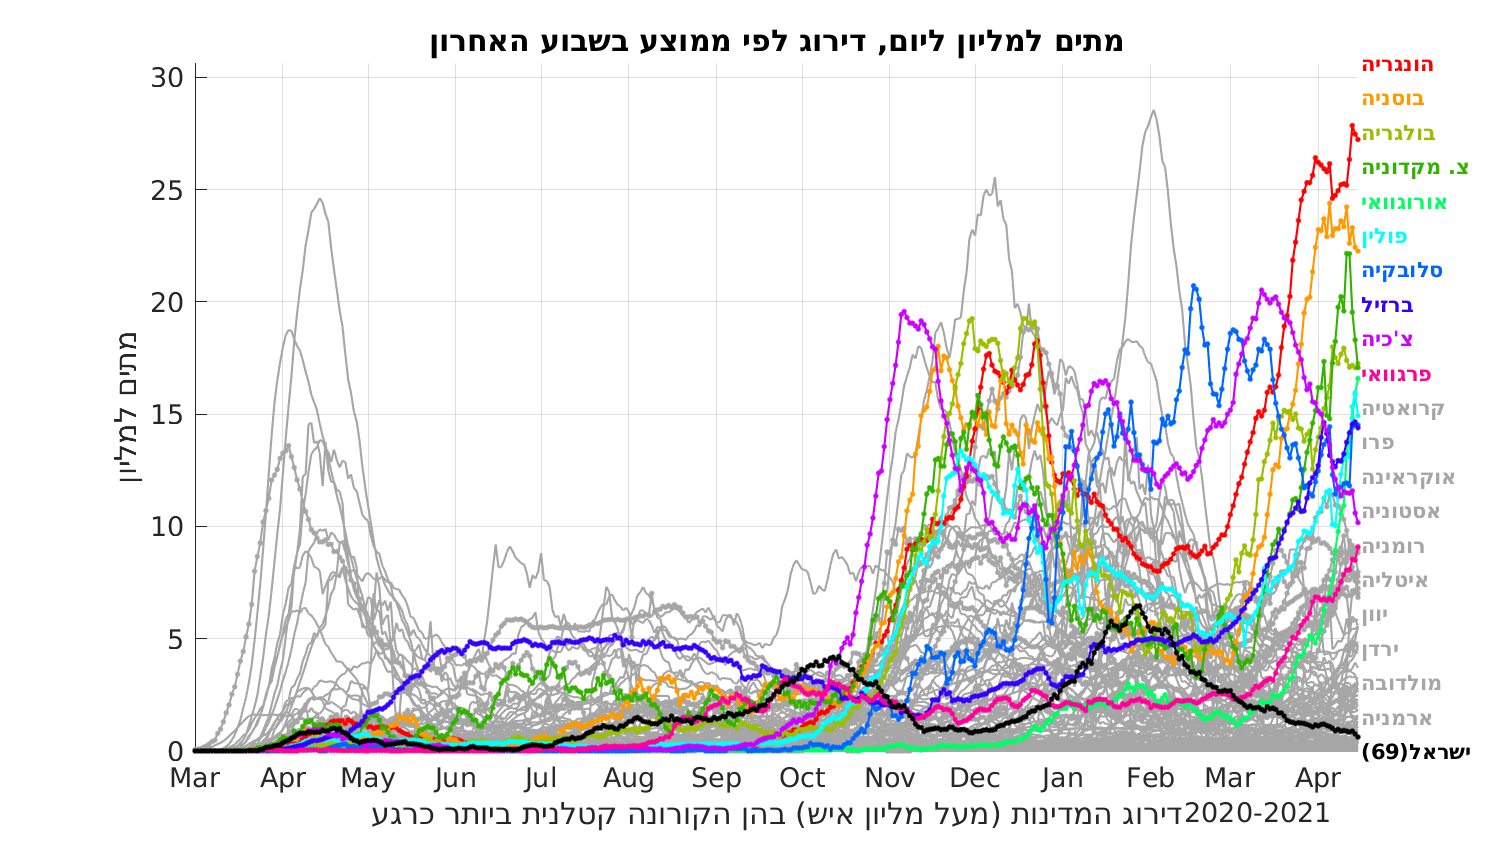 מתים למליון ליום, דירוג לפי ממוצע בשבוע האחרון
מתים למליון
30
25
20
15
10
5
0
Mar Apr May Jun Jul Aug Sep Oct Nov Dec Jan Feb Mar Apr
דירוג המדינות (מעל מליון איש) בהן הקורונה קטלנית ביותר כרגע2020-2021
הונגריה
בוסניה
בולגריה
צ. מקדוניה
אורוגוואי
פולין
סלובקיה
ברזיל
צ'כיה
פרגוואי
קרואטיה
פרו
אוקראינה
אסטוניה
רומניה
איטליה
יוון
ירדן
מולדובה
ארמניה
ישראל(69)